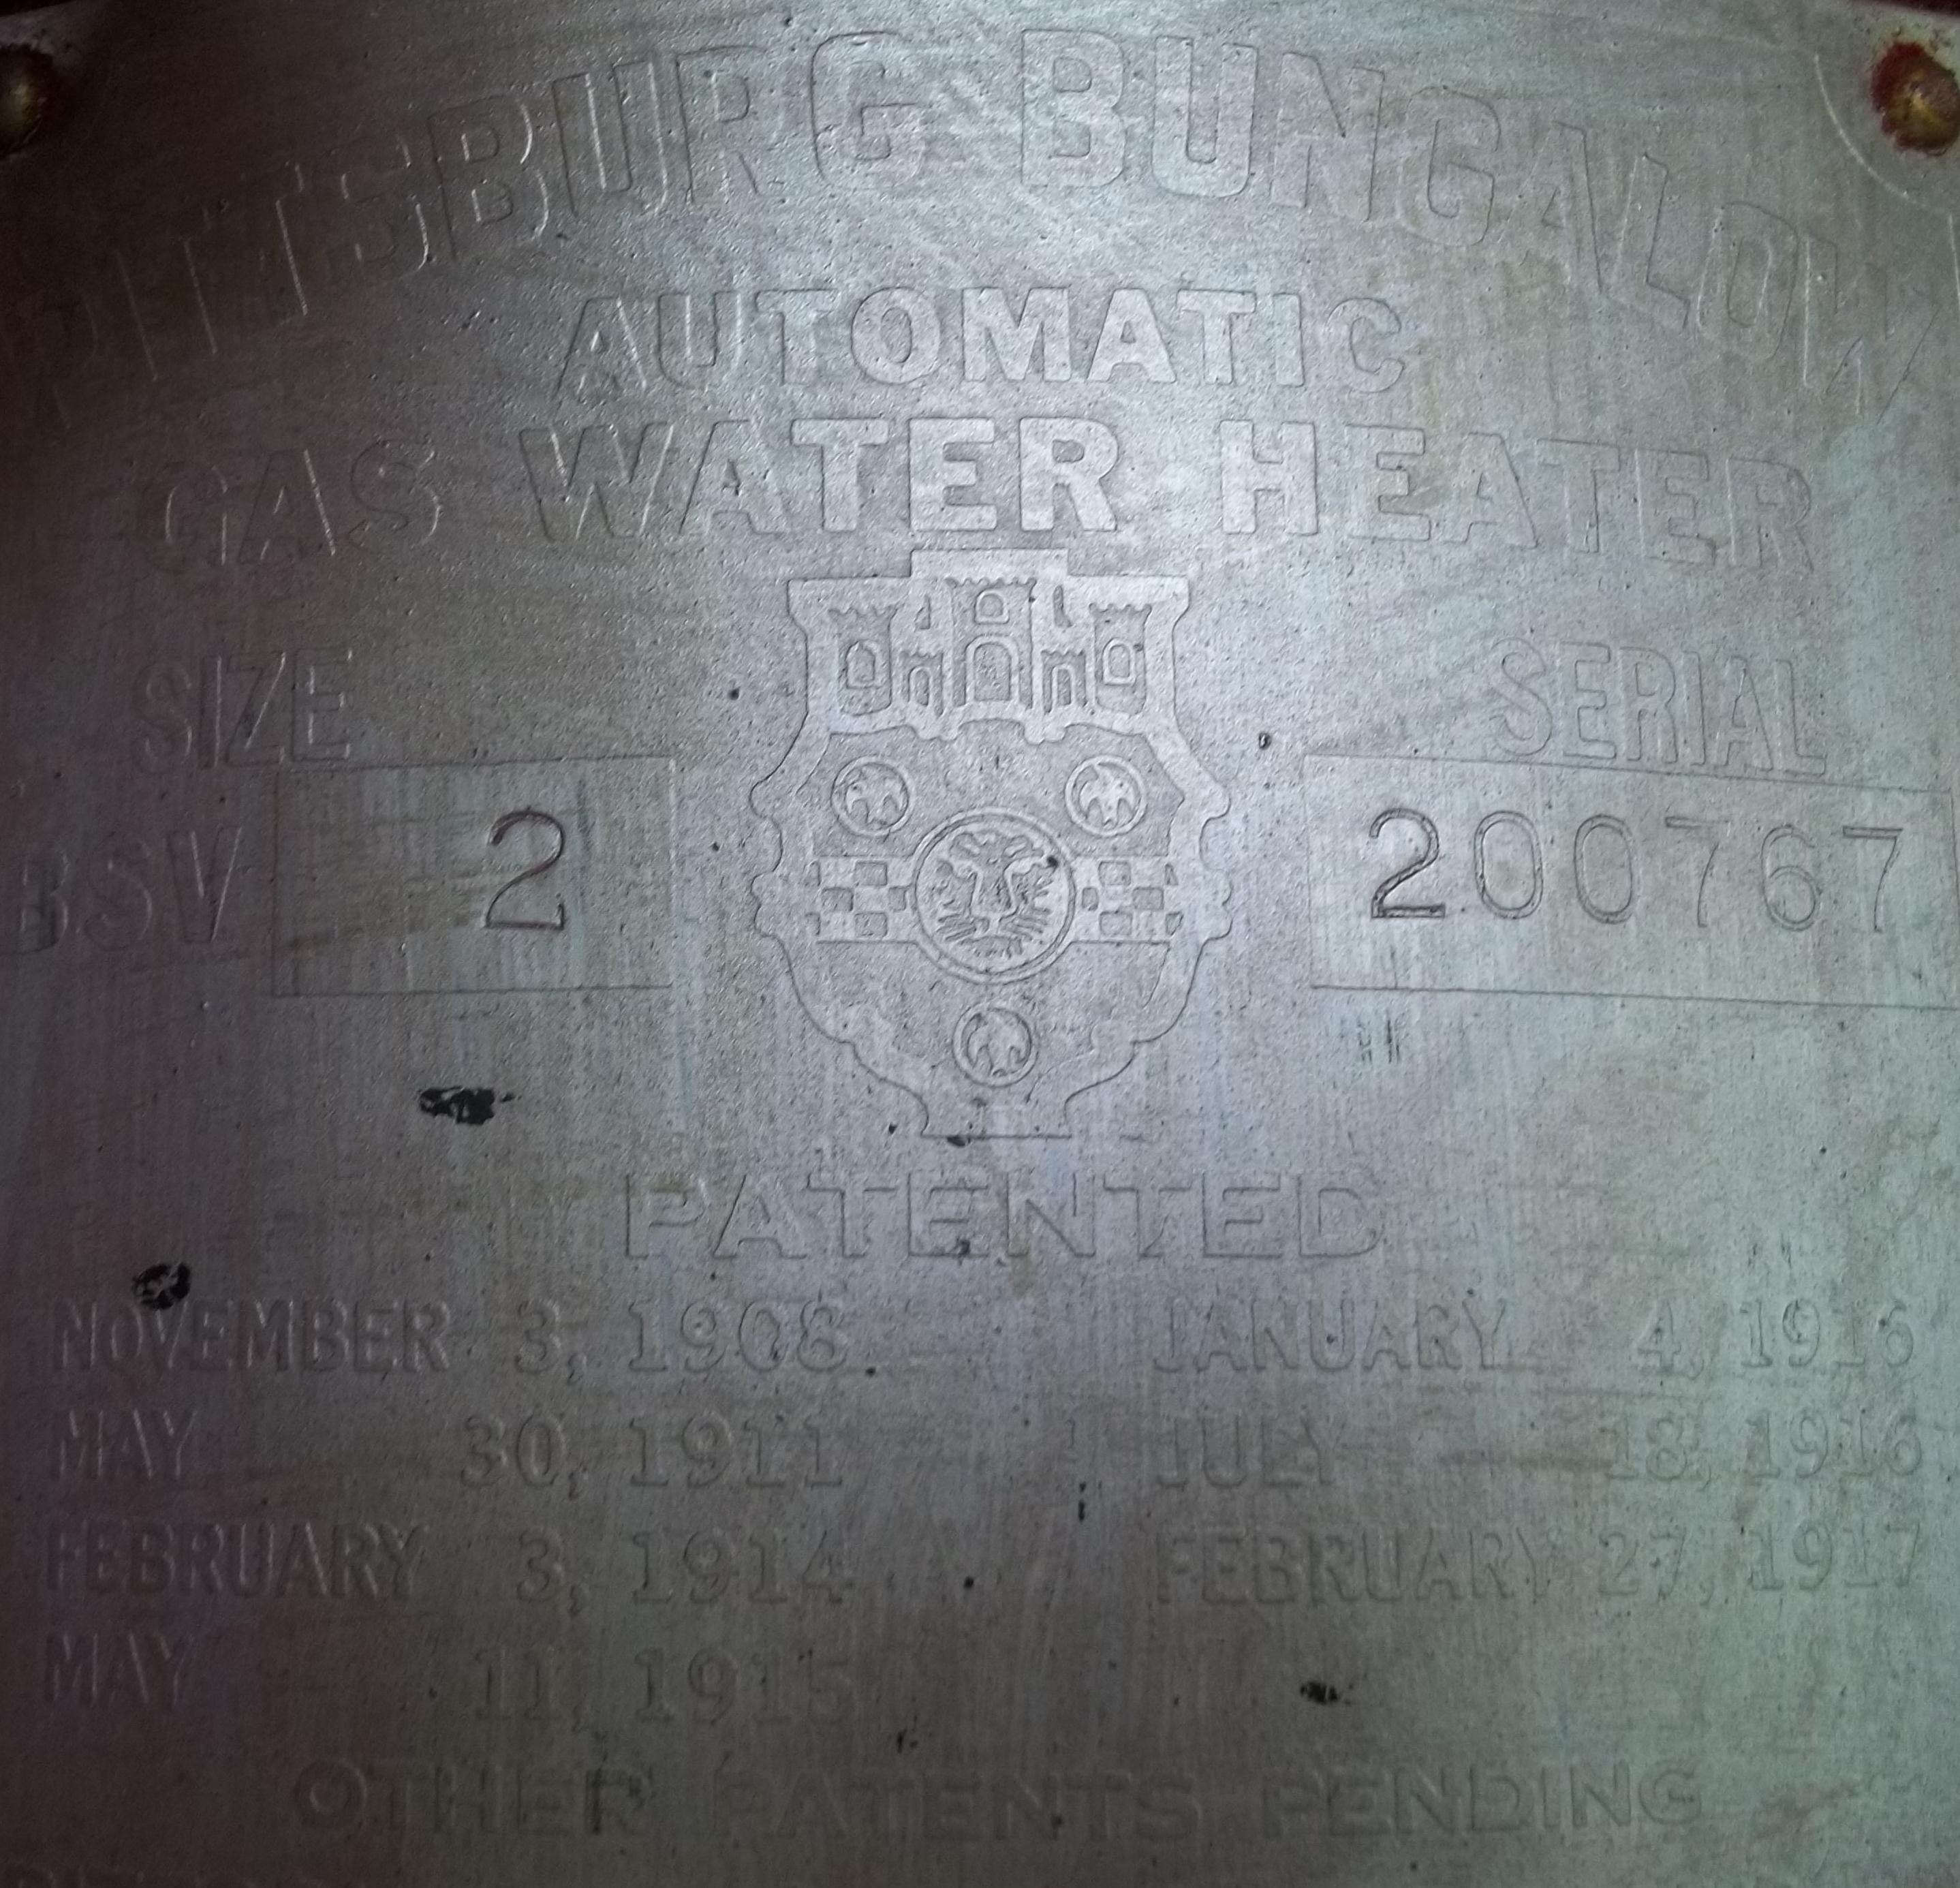 PITTSBURG BUNGALOW
AUTOMATIC
GAS WATER HEATER
SIZE
BSV 2
SERIAL
200767
PATENTED
NOVEMBER 3, 1908 JANUARY 4, 1916
MAY 30, 1911 JULY 18, 1916
FEBRUARY 3, 1914 FEBRUARY 27, 1917
MAY 11, 1915
OTHER PATENTS PENDING